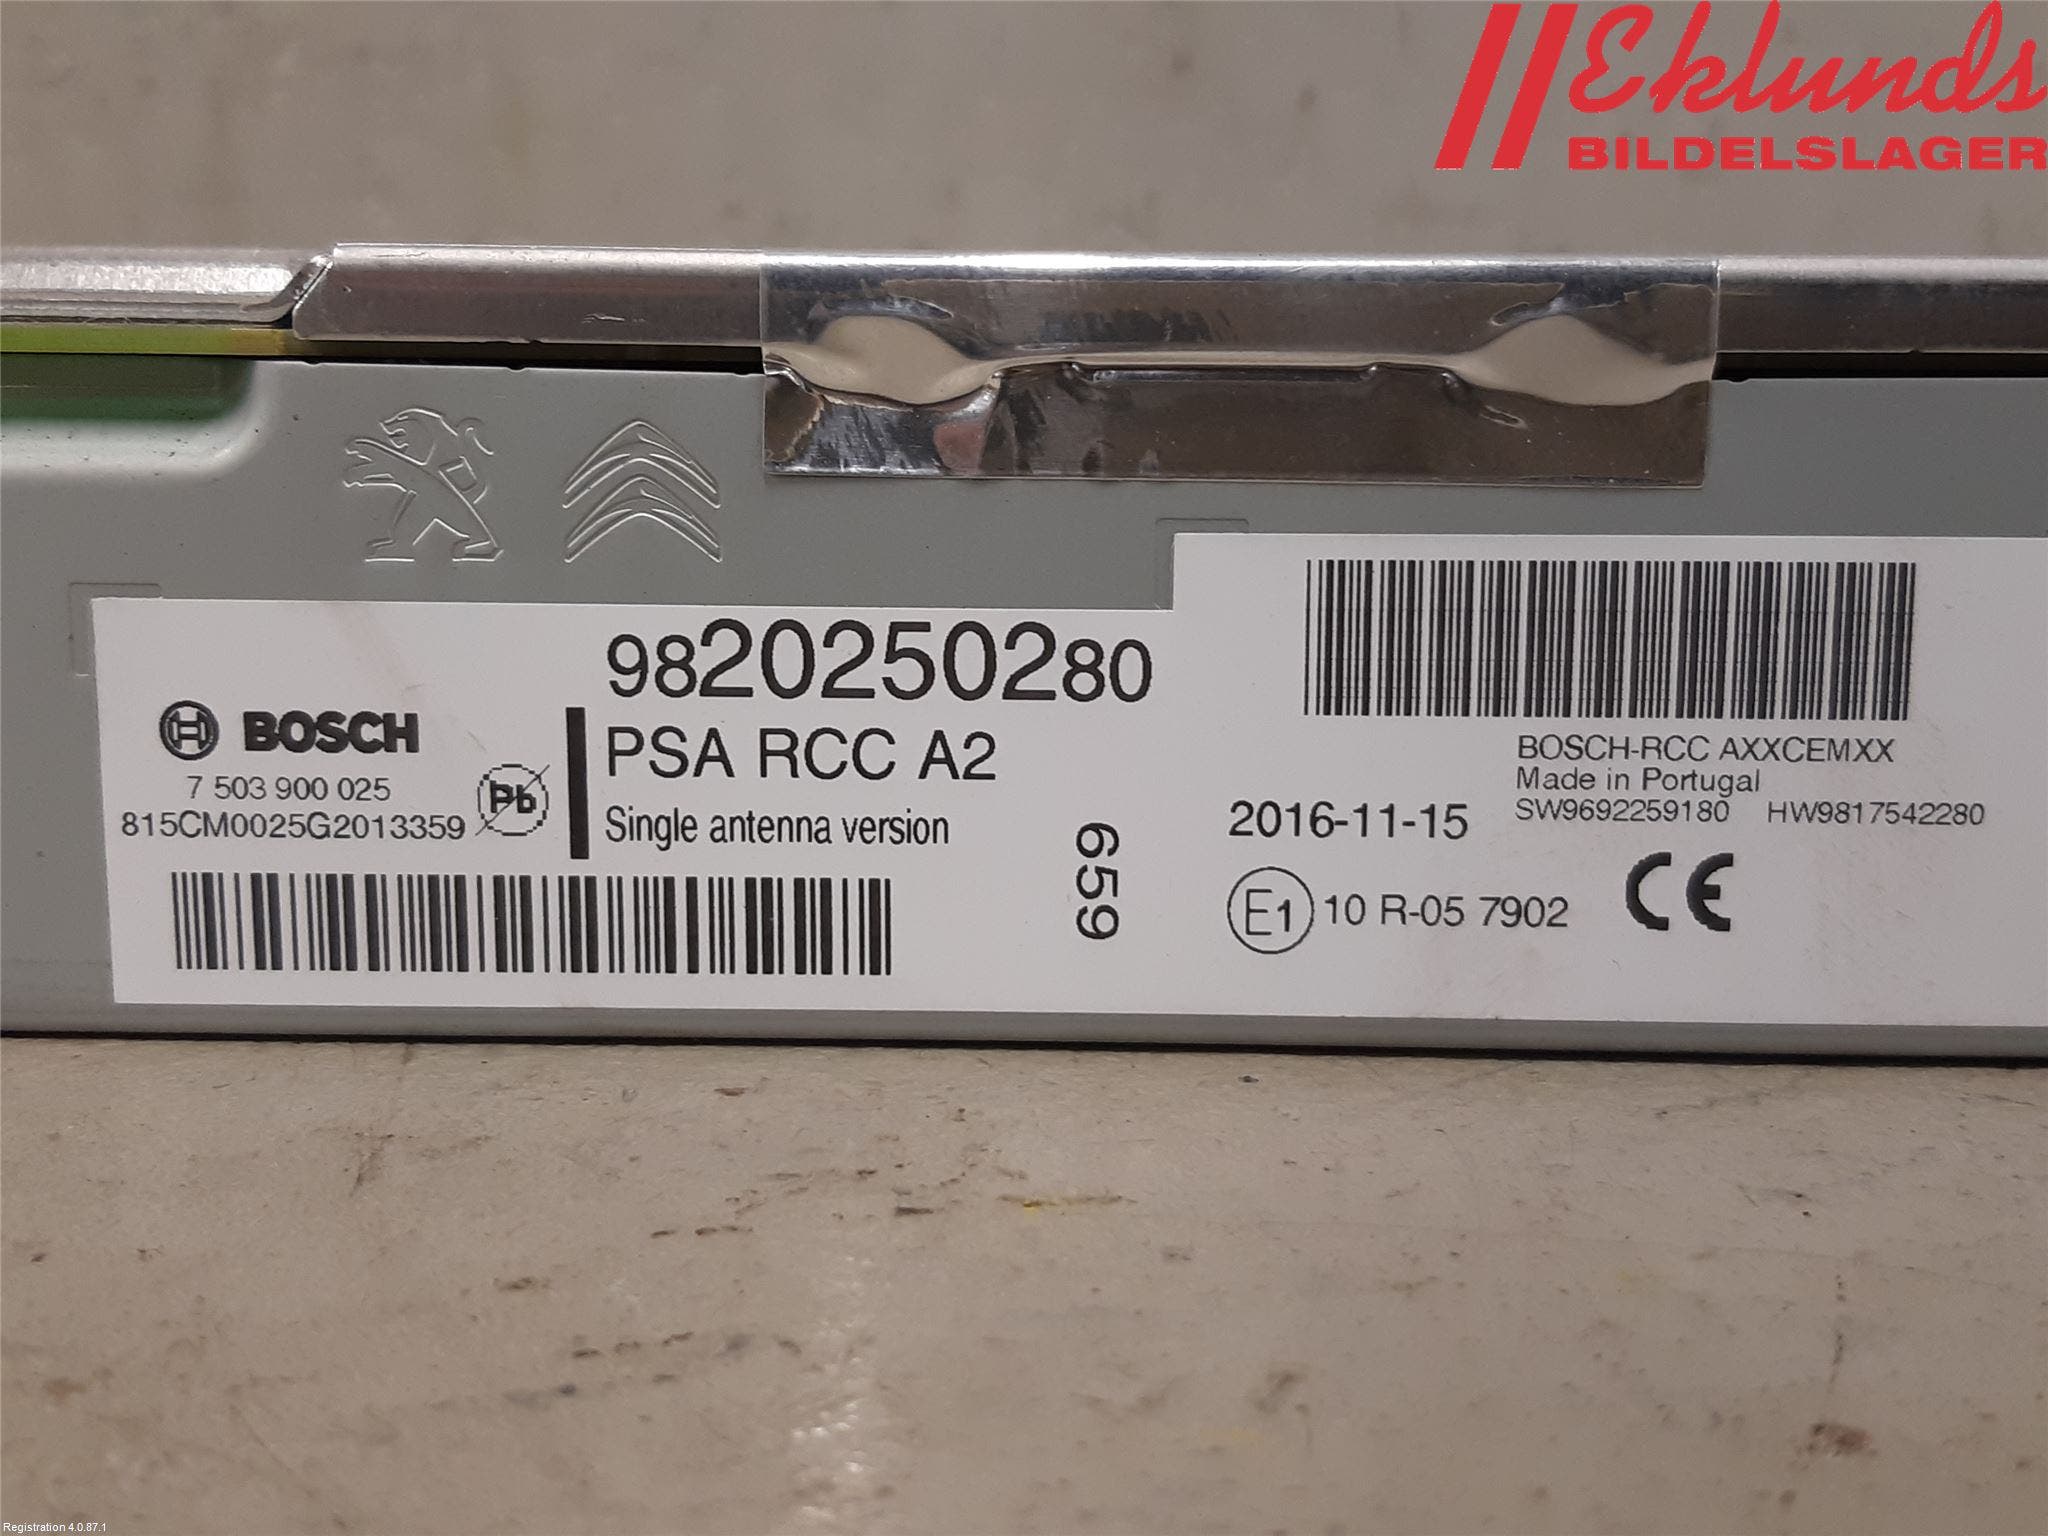 Eklunds
BILDELSLAGER
9820250280
BOSCH
PSA RCC A2
7 503 900 025
Pb
815CM0025G2013359
Single antenna version
659
BOSCH-RCC AXXCEMXX
Made in Portugal
2016-11-15
SW9692259180 HW9817542280
E1 10 R-05 7902
CE
Registration 4.0.87.1